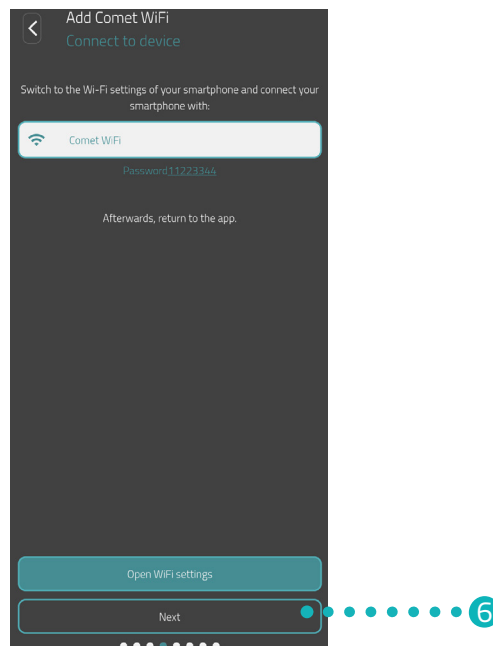 Add Comet WiFi
Connect to device
Switch to the Wi-Fi settings of your smartphone and connect your
smartphone with:
Comet WiFi
Password11223344
Afterwards, return to the app.
Open WiFi settings
Next
6